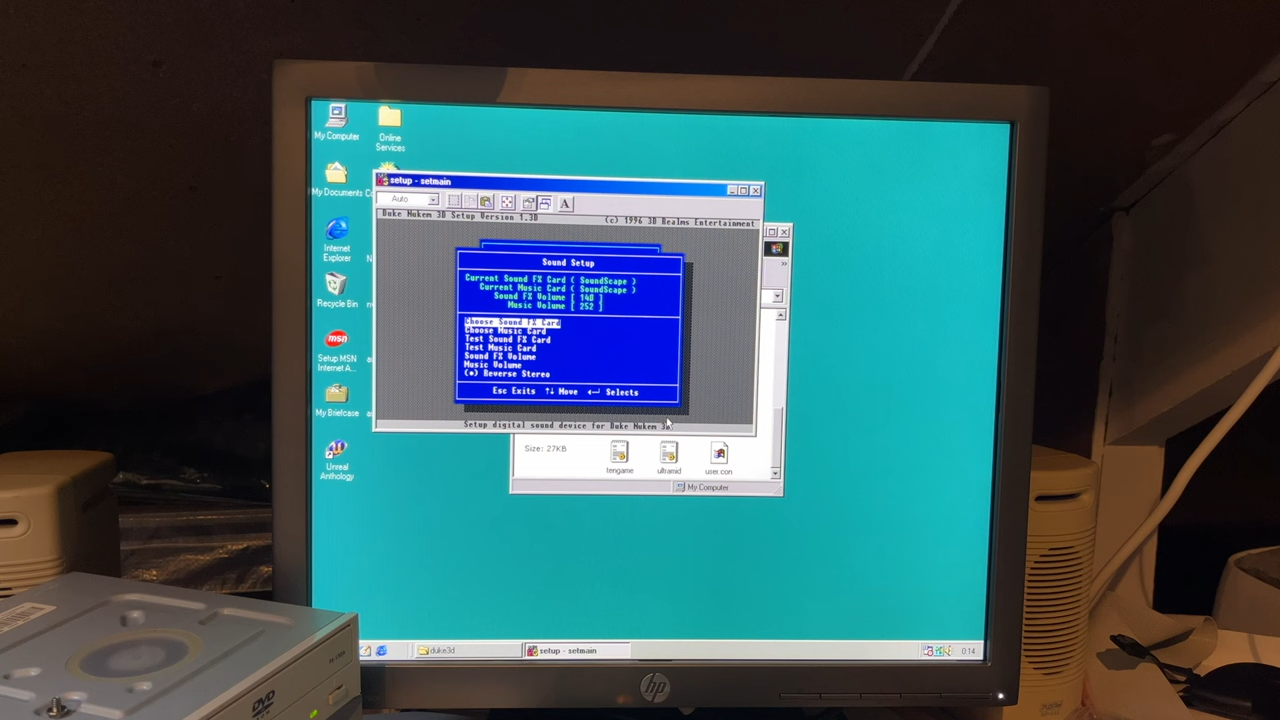 My Computer
Online
Services
My Documents
Internet
Explorer
Recycle Bin
msn
Setup MSN
Internet A...
My Briefcase
Unreal
Anthology
setup - setmain
Auto
A
Duke Nukem 3D Setup Version 1.3D
(c) 1996 3D Realms Entertainment
Sound Setup
Current Sound FX Card ( SoundScape )
Current Music Card ( SoundScape )
Sound FX Volume [ 140 ]
Music Volume [ 252 ]
Choose Sound FX Card
Choose Music Card
Test Sound FX Card
Test Music Card
Sound FX Volume
Music Volume
(•) Reverse Stereo
Esc Exits ↑↓ Move ←┘ Selects
Setup digital sound device for Duke Nukem 3D
Size: 27KB
tengame
ultramid
user.con
My Computer
duke3d
setup - setmain
0:14
hp
DVD